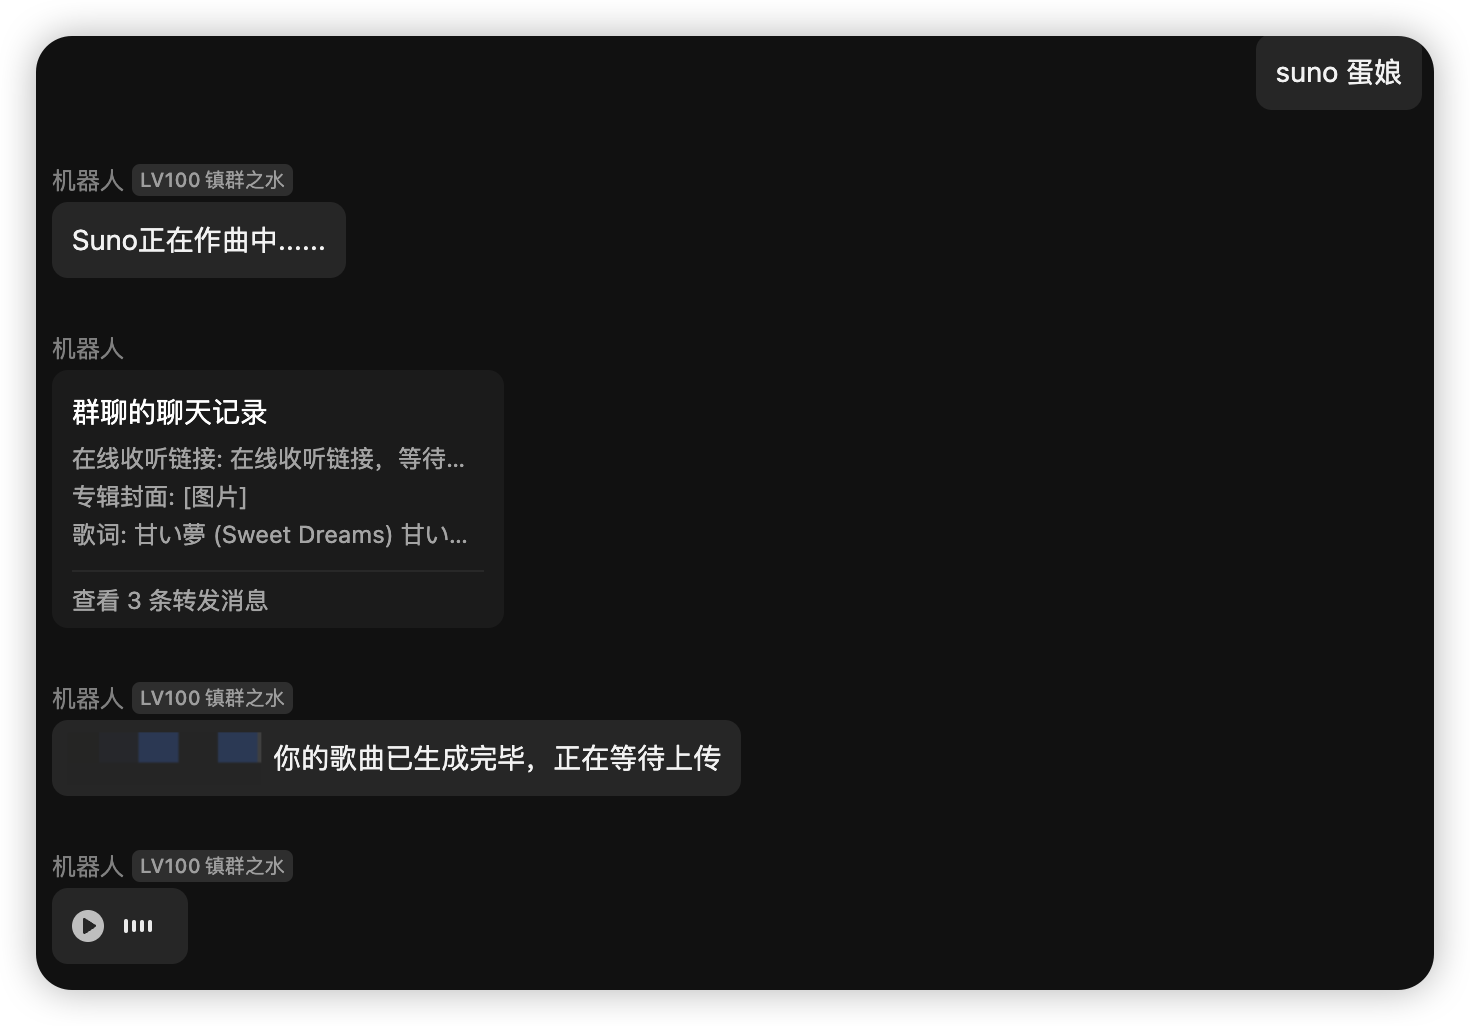 suno 蛋娘
机器人 LV100 镇群之水
Suno正在作曲中......
机器人
群聊的聊天记录
在线收听链接: 在线收听链接，等待...
专辑封面: [图片]
歌词: 甘い夢 (Sweet Dreams) 甘い...
查看 3 条转发消息
机器人 LV100 镇群之水
你的歌曲已生成完毕，正在等待上传
机器人 LV100 镇群之水